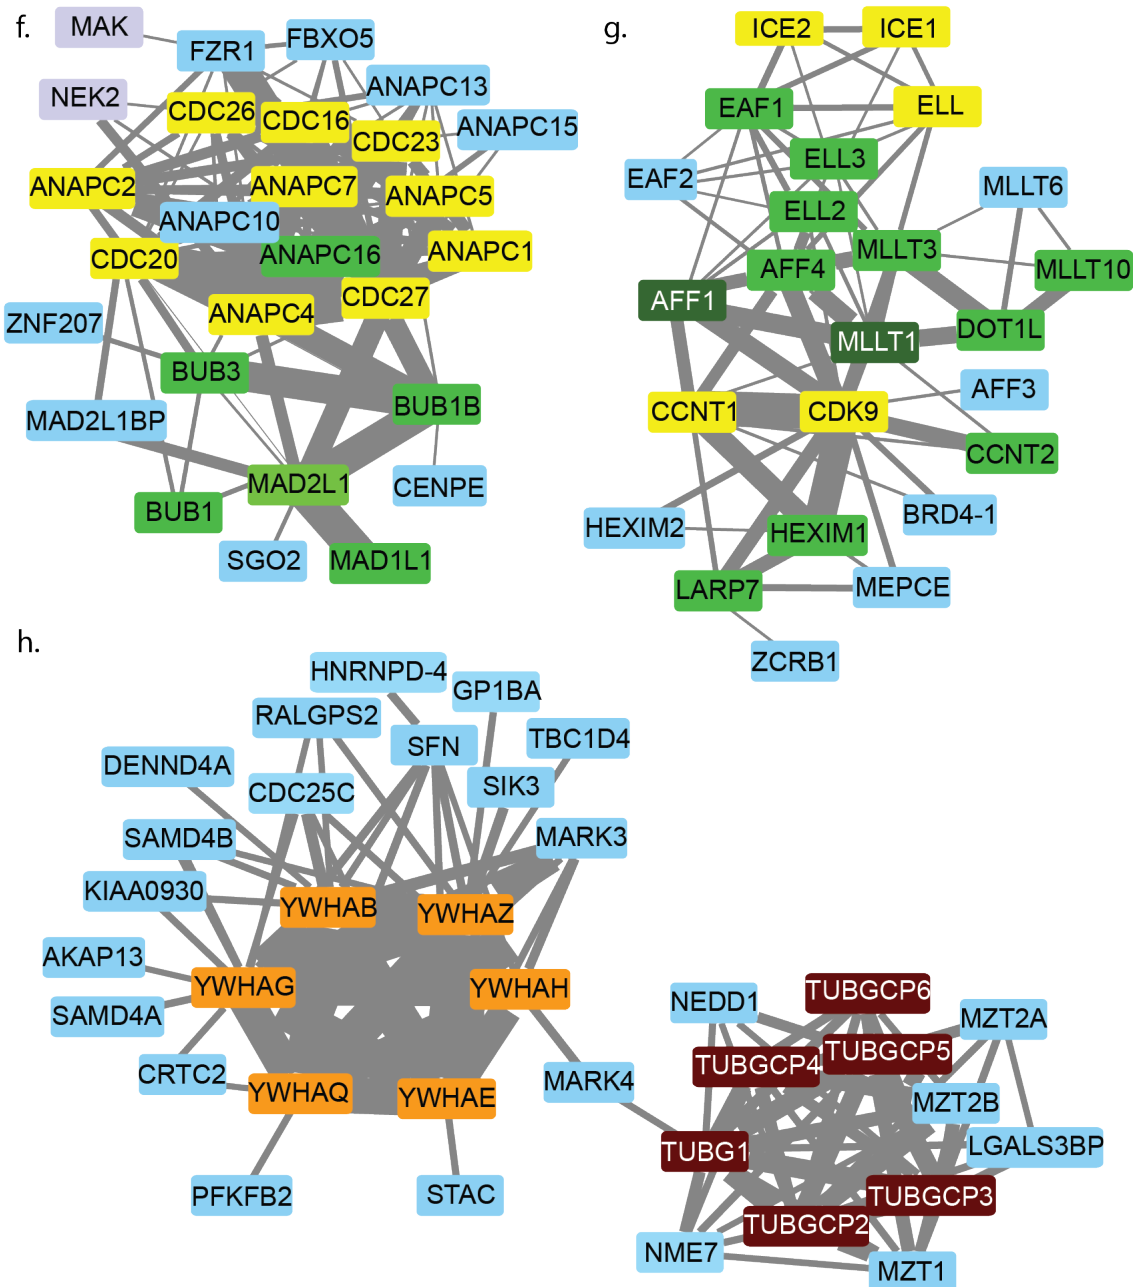 f.
MAK
FZR1
FBXO5
NEK2
CDC26
CDC16
ANAPC13
CDC23
ANAPC15
ANAPC2
ANAPC7
ANAPC5
ANAPC10
CDC20
ANAPC16
ANAPC1
ANAPC4
CDC27
ZNF207
BUB3
MAD2L1BP
BUB1B
MAD2L1
CENPE
BUB1
SGO2
MAD1L1
g.
ICE2
ICE1
EAF1
ELL
ELL3
EAF2
MLLT6
ELL2
MLLT3
AFF4
MLLT10
AFF1
MLLT1
DOT1L
AFF3
CCNT1
CDK9
CCNT2
BRD4-1
HEXIM2
HEXIM1
LARP7
MEPCE
ZCRB1
h.
HNRNPD-4
GP1BA
RALGPS2
SFN
TBC1D4
DENND4A
CDC25C
SIK3
SAMD4B
MARK3
KIAA0930
YWHAB
YWHAZ
AKAP13
YWHAG
YWHAH
SAMD4A
CRTC2
YWHAQ
YWHAE
MARK4
PFKFB2
STAC
NEDD1
TUBGCP6
MZT2A
TUBGCP4
TUBGCP5
MZT2B
TUBG1
LGALS3BP
TUBGCP3
TUBGCP2
NME7
MZT1